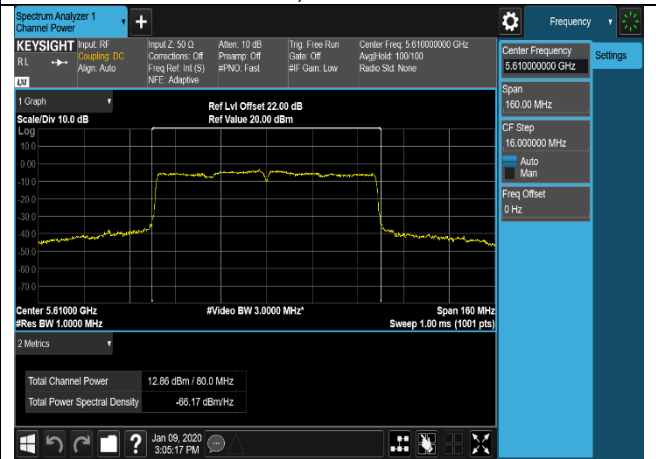 Spectrum Analyzer 1
Channel Power
Frequency
KEYSIGHT
RL
LXI
Input: RF
Coupling: DC
Align: Auto
Input Z: 50 Ω
Corrections: Off
Freq Ref: Int (S)
NFE: Adaptive
Atten: 10 dB
Preamp: Off
#PNO: Fast
Trig: Free Run
Gate: Off
#IF Gain: Low
Center Freq: 5.610000000 GHz
Avg|Hold: 100/100
Radio Std: None
Center Frequency
5.610000000 GHz
Settings
Span
160.00 MHz
CF Step
16.000000 MHz
Auto
Man
Freq Offset
0 Hz
1 Graph
Scale/Div 10.0 dB
Ref Lvl Offset 22.00 dB
Ref Value 20.00 dBm
Log
10.0
0.00
-10.0
-20.0
-30.0
-40.0
-50.0
-60.0
-70.0
Center 5.61000 GHz
#Video BW 3.0000 MHz*
Span 160 MHz
#Res BW 1.0000 MHz
Sweep 1.00 ms (1001 pts)
2 Metrics
Total Channel Power 12.86 dBm / 80.0 MHz
Total Power Spectral Density -66.17 dBm/Hz
Jan 09, 2020
3:05:17 PM